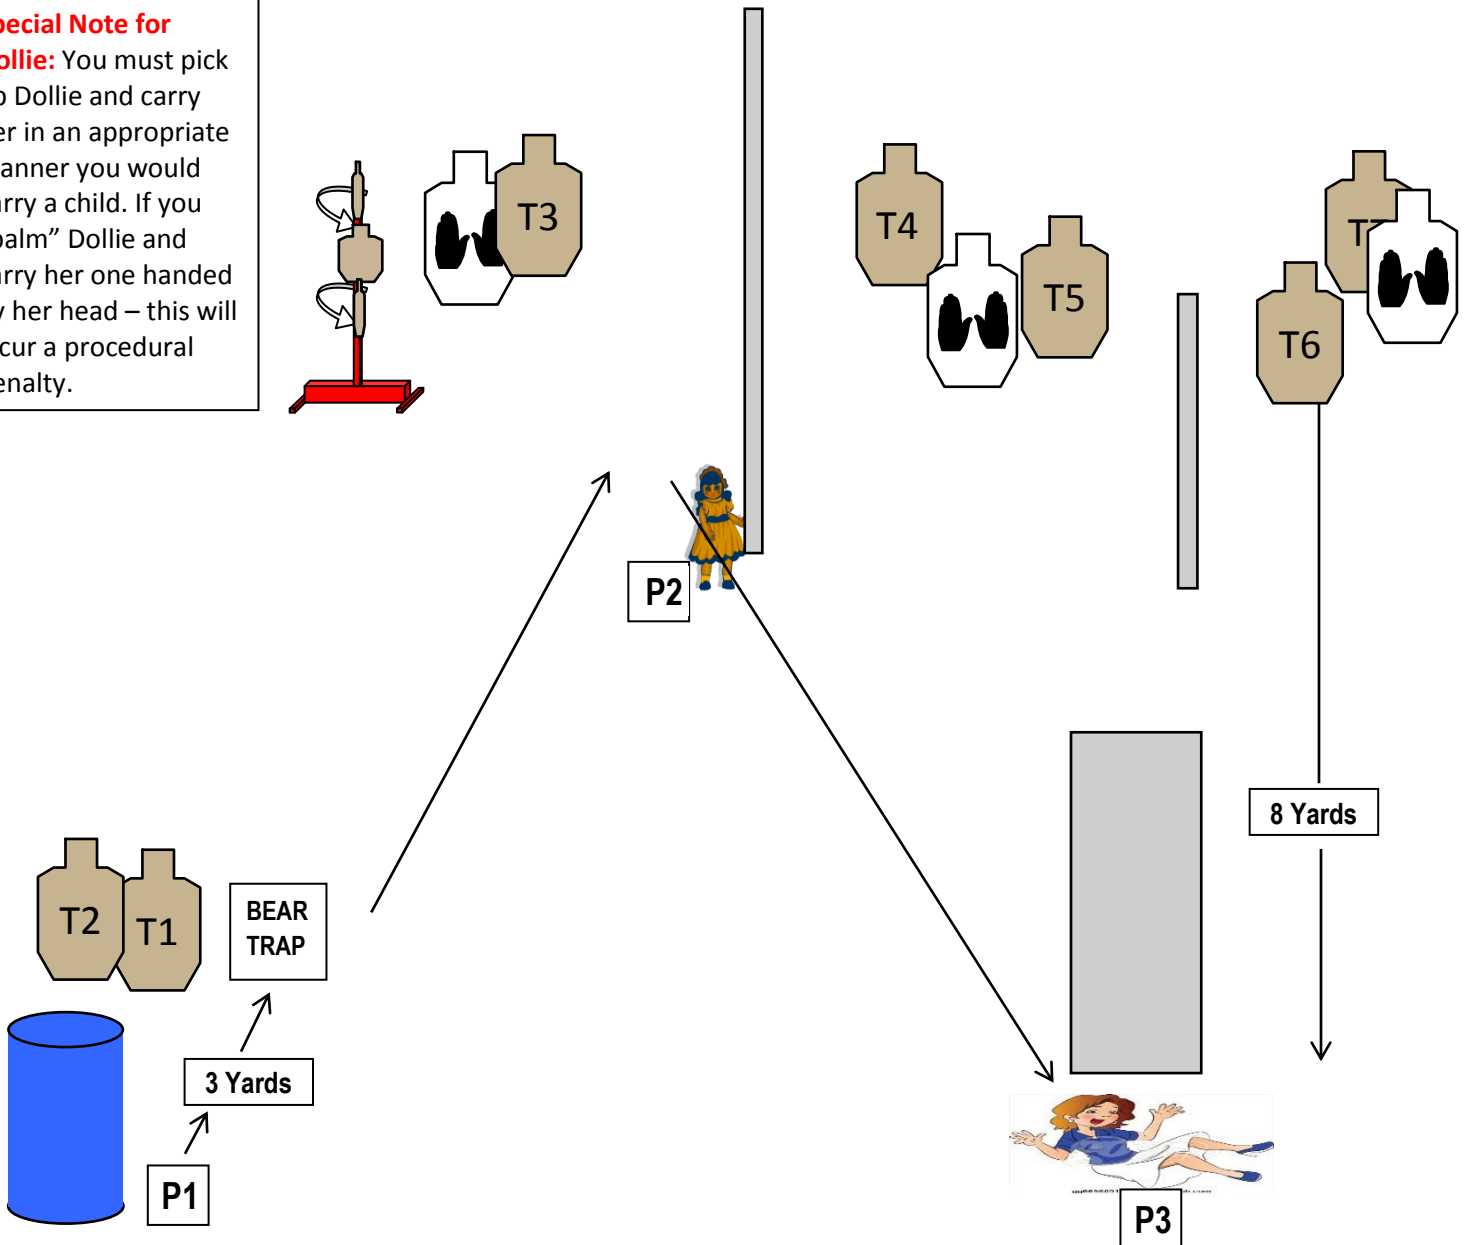 pecial Note for
ollie: You must pick
p Dollie and carry
er in an appropriate
anner you would
arry a child. If you
palm” Dollie and
arry her one handed
y her head – this will
cur a procedural
enalty.
T3
T4
T5
T6
P2
8 Yards
T2
T1
BEAR
TRAP
3 Yards
P1
P3